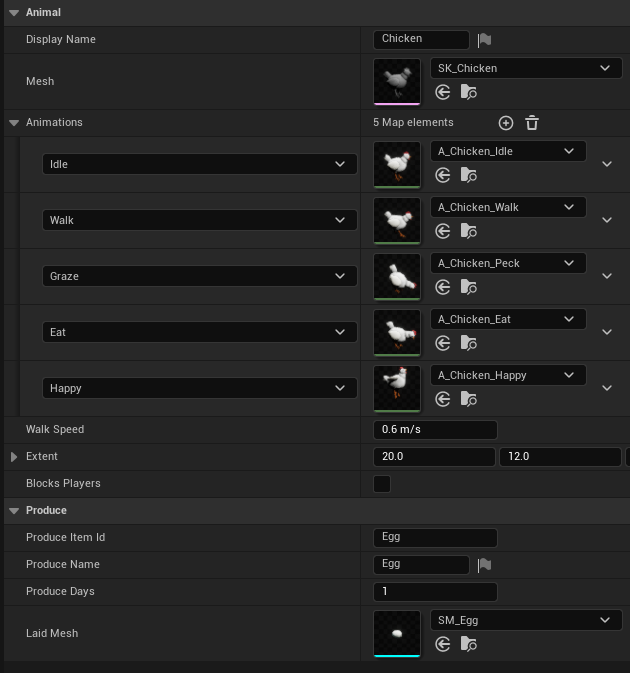 Animal
Display Name
Chicken
Mesh
SK_Chicken
Animations
5 Map elements
Idle
A_Chicken_Idle
Walk
A_Chicken_Walk
Graze
A_Chicken_Peck
Eat
A_Chicken_Eat
Happy
A_Chicken_Happy
Walk Speed
0.6 m/s
Extent
20.0
12.0
Blocks Players
Produce
Produce Item Id
Egg
Produce Name
Egg
Produce Days
1
Laid Mesh
SM_Egg